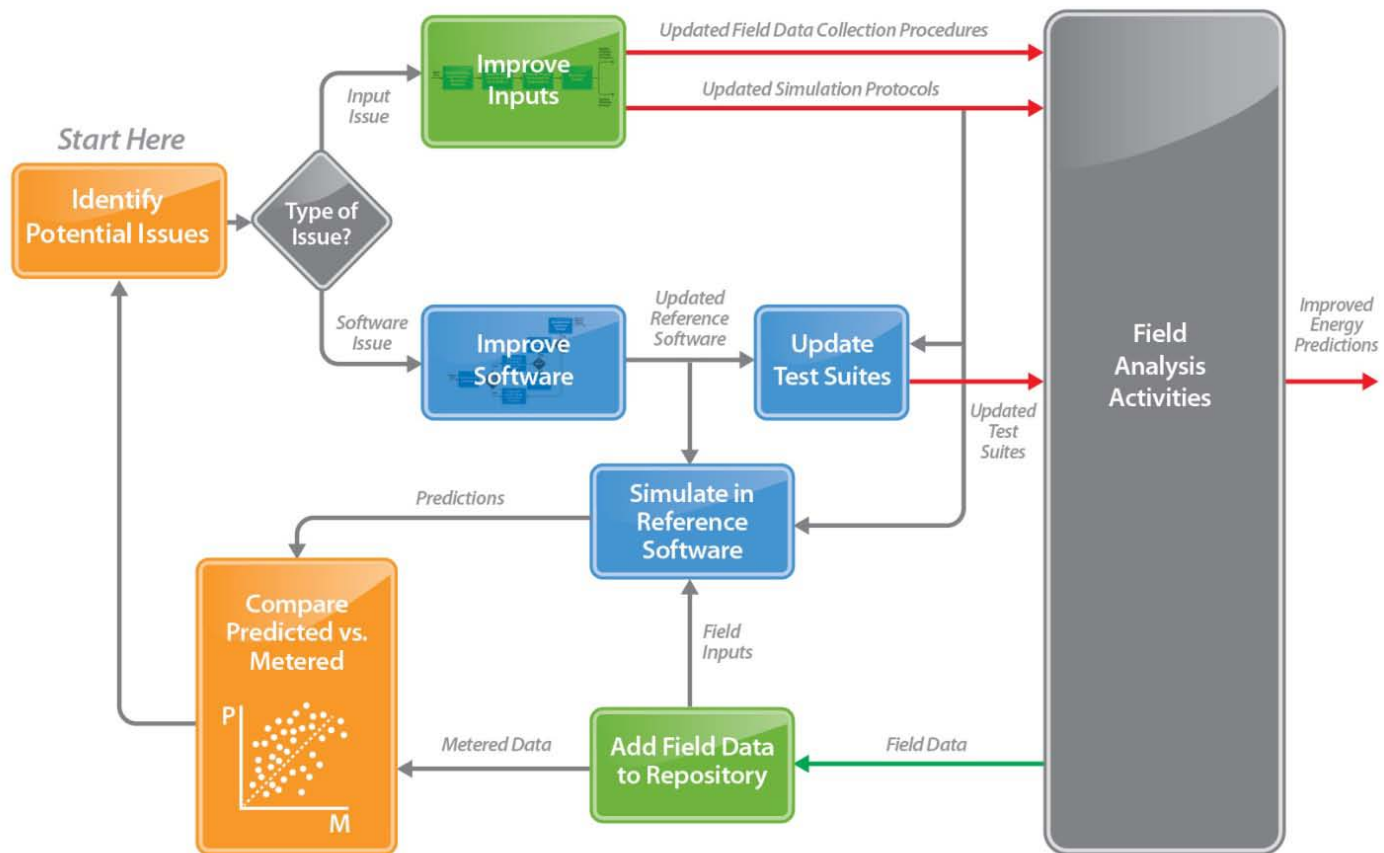 Updated Field Data Collection Procedures
Improve
Inputs
Updated Simulation Protocols
Input
Issue
Start Here
Identify
Potential Issues
Type of
Issue?
Software
Issue
Improve
Software
Updated
Reference
Software
Update
Test Suites
Updated
Test
Suites
Field
Analysis
Activities
Improved
Energy
Predictions
Predictions
Simulate in
Reference
Software
Compare
Predicted vs.
Metered
P
M
Field
Inputs
Metered Data
Add Field Data
to Repository
Field Data